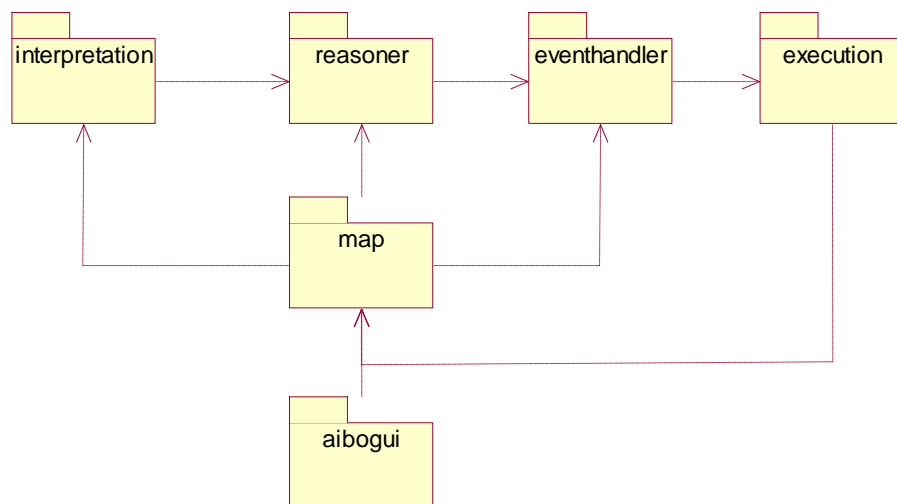 interpretation
reasoner
eventhandler
execution
map
aibogui